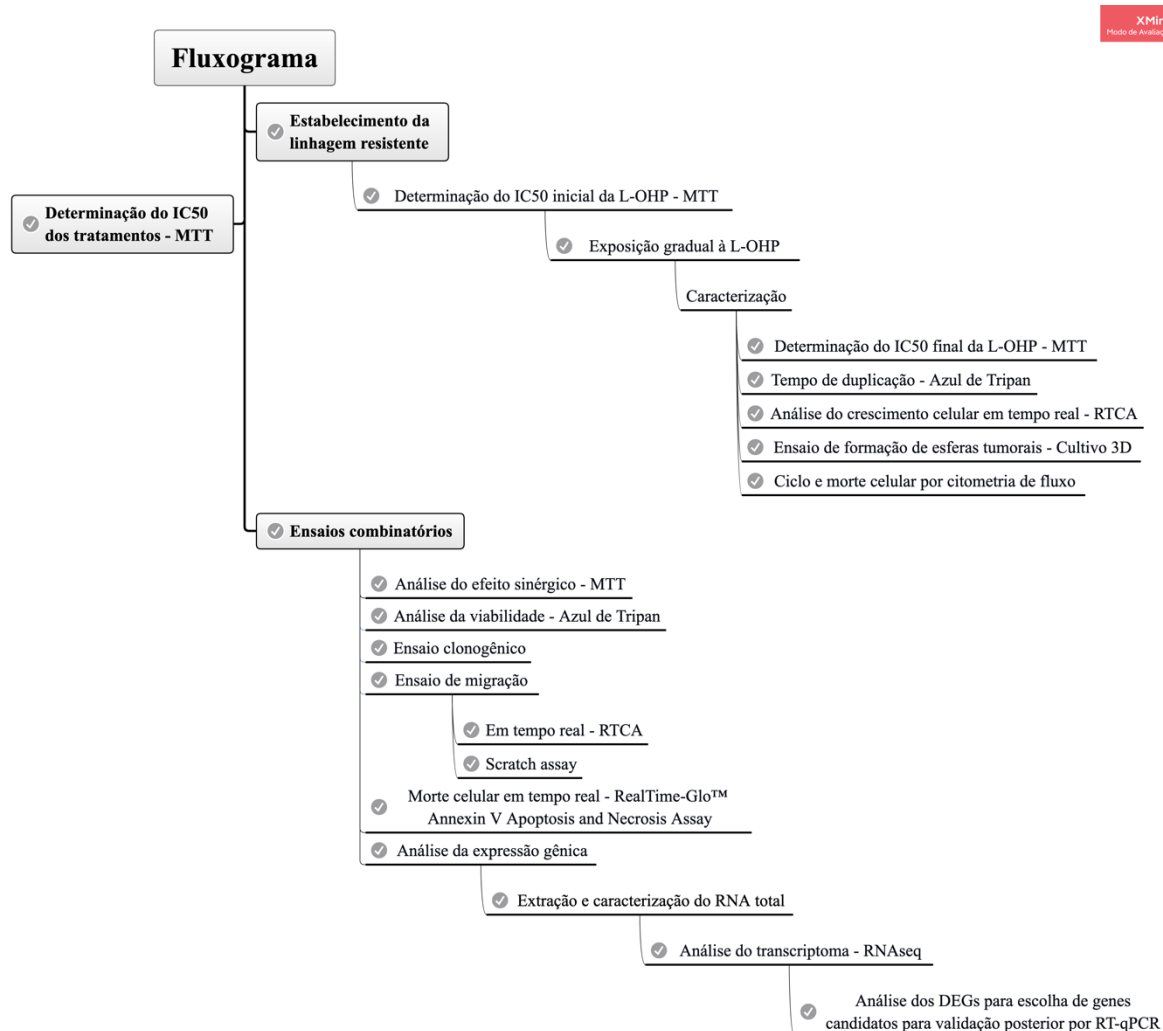 Fluxograma
Estabelecimento da
linhagem resistente
Determinação do IC50 inicial da L-OHP - MTT
Determinação do IC50
dos tratamentos - MTT
Exposição gradual à L-OHP
Caracterização
Determinação do IC50 final da L-OHP - MTT
Tempo de duplicação - Azul de Tripan
Análise do crescimento celular em tempo real - RTCA
Ensaio de formação de esferas tumorais - Cultivo 3D
Ciclo e morte celular por citometria de fluxo
Ensaios combinatórios
Análise do efeito sinérgico - MTT
Análise da viabilidade - Azul de Tripan
Ensaio clonogênico
Ensaio de migração
Em tempo real - RTCA
Scratch assay
Morte celular em tempo real - RealTime-Glo™
Annexin V Apoptosis and Necrosis Assay
Análise da expressão gênica
Extração e caracterização do RNA total
Análise do transcriptoma - RNAseq
Análise dos DEGs para escolha de genes
candidatos para validação posterior por RT-qPCR
Modo de